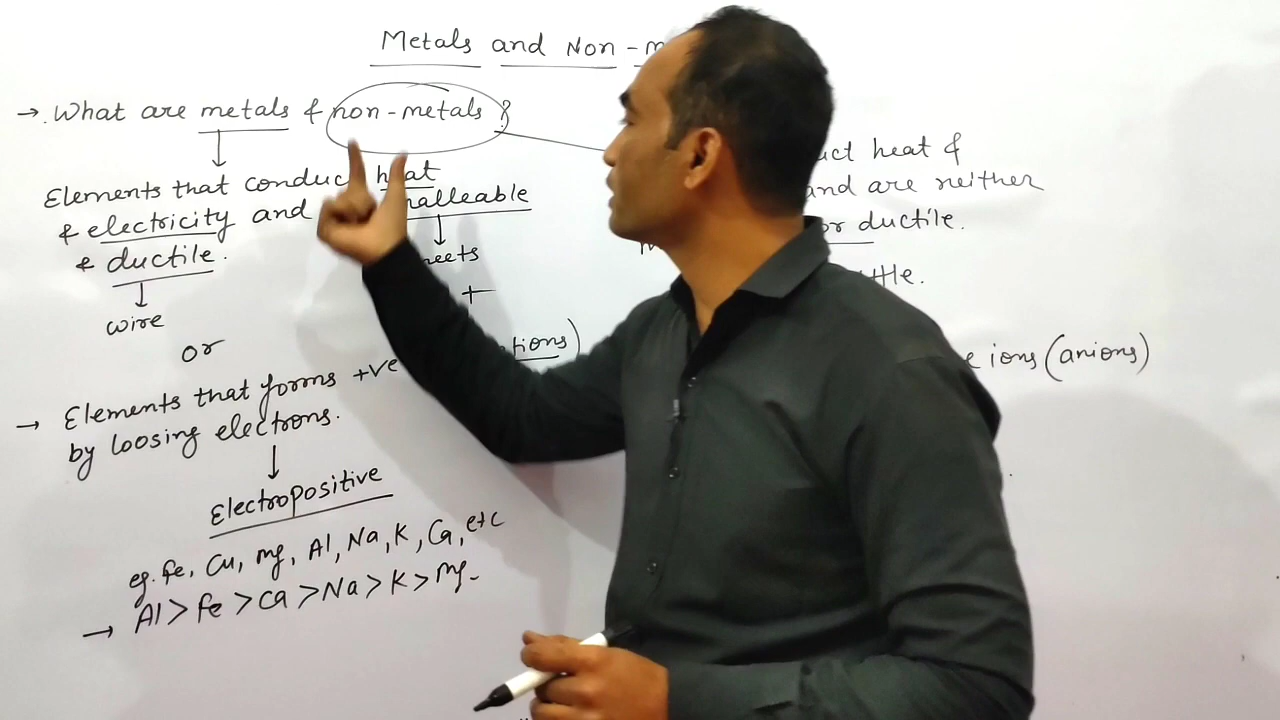 Metals and Non -
→ What are metals & non-metals ?
Elements that conduct heat
& electricity and malleable
& ductile.
wire
+
or
→ Elements that forms +ve
by loosing electrons.
Electropositive
eg. Fe, Cu, Mg, Al, Na, K, Ca, etc
→ Al > Fe > Ca > Na > K > Mg
heat &
and are neither
or ductile.
ions (anions)